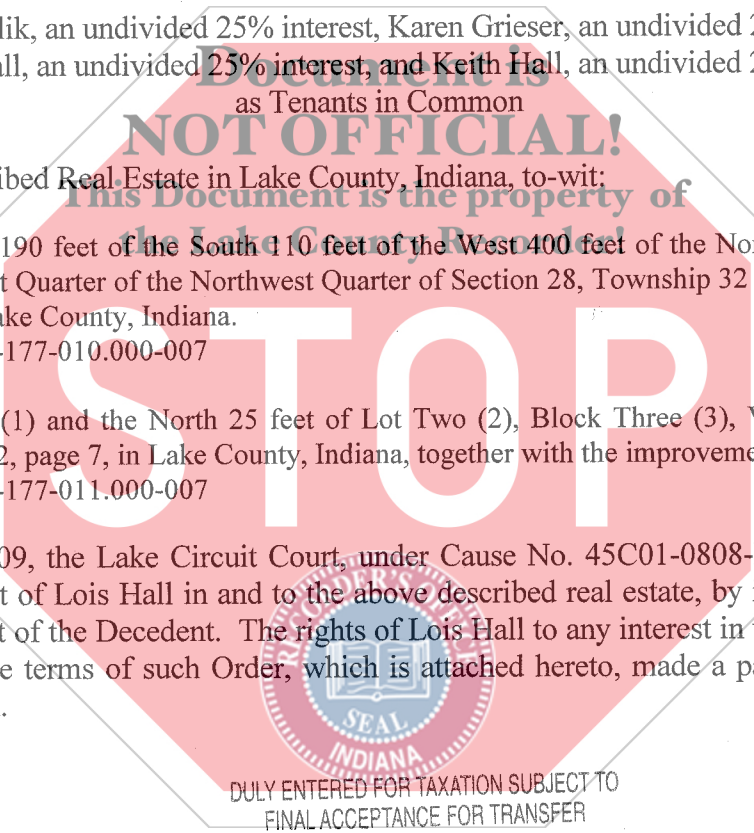 lik, an undivided 25% interest, Karen Grieser, an undivided 2
all, an undivided 25% interest, and Keith Hall, an undivided 2
Document is
as Tenants in Common
NOT OFFICIAL!
ibed Real Estate in Lake County, Indiana, to-wit:
This Document is the property of
the Lake County Recorder!
190 feet of the South 110 feet of the West 400 feet of the Nor
t Quarter of the Northwest Quarter of Section 28, Township 32
ake County, Indiana.
-177-010.000-007
STOP
(1) and the North 25 feet of Lot Two (2), Block Three (3), V
2, page 7, in Lake County, Indiana, together with the improveme
-177-011.000-007
09, the Lake Circuit Court, under Cause No. 45C01-0808-
t of Lois Hall in and to the above described real estate, by
t of the Decedent. The rights of Lois Hall to any interest in
e terms of such Order, which is attached hereto, made a pa
.
RECORDER'S OFFICE
SEAL
INDIANA
DULY ENTERED FOR TAXATION SUBJECT TO
FINAL ACCEPTANCE FOR TRANSFER